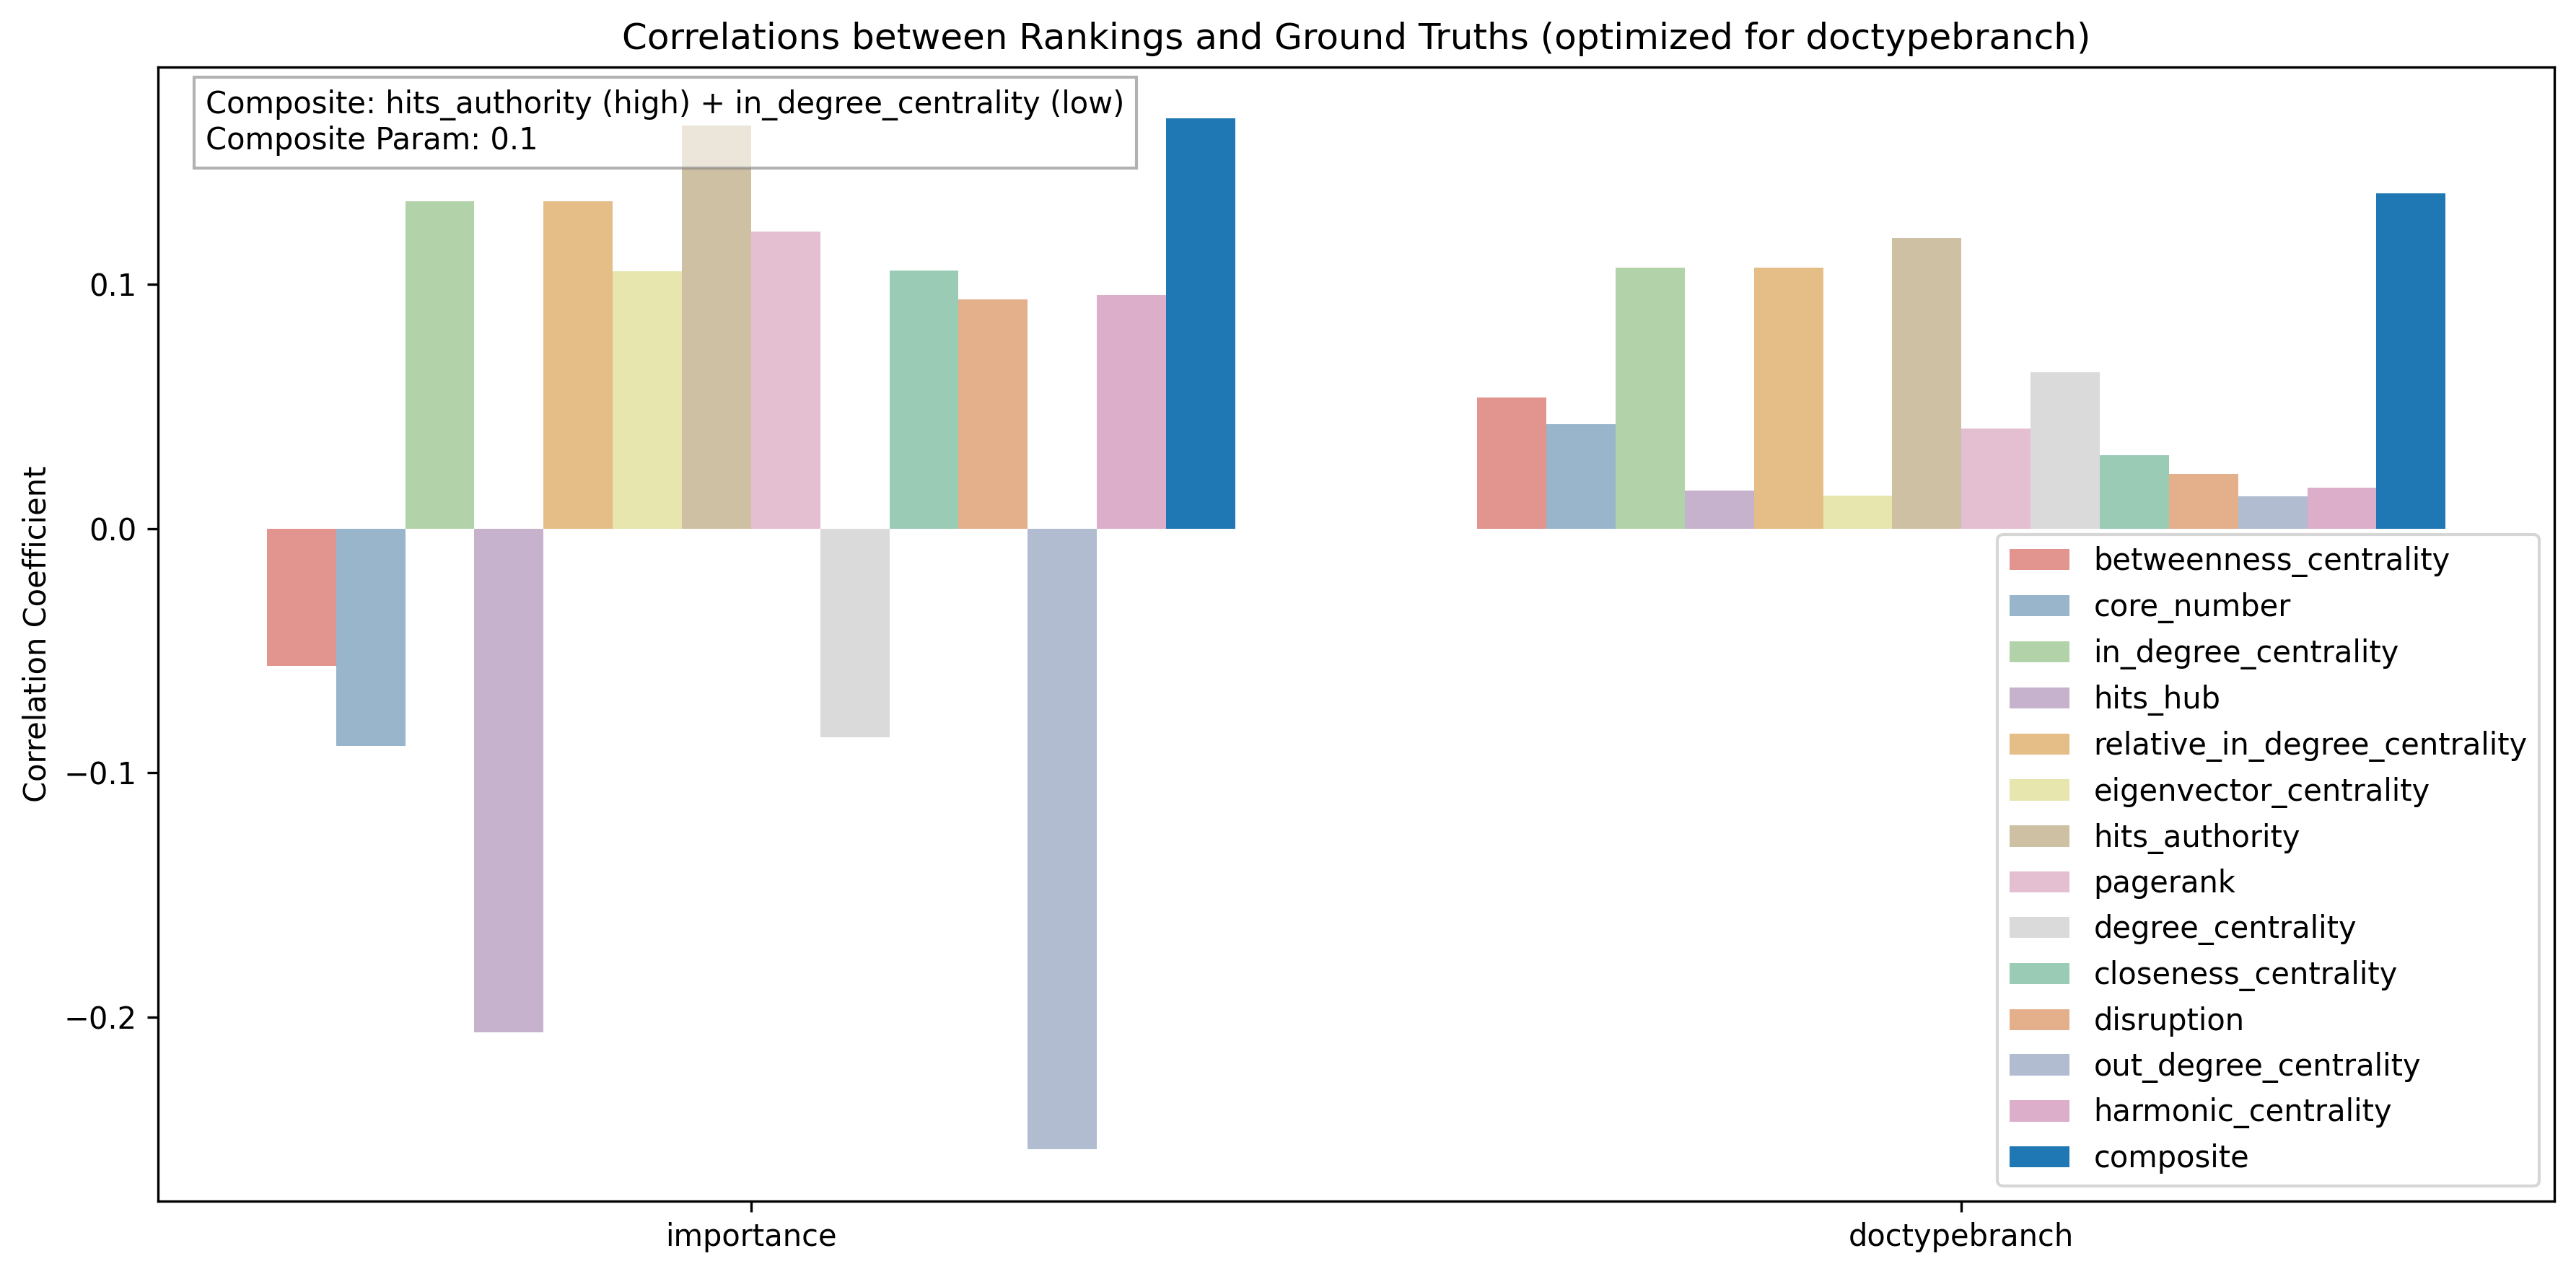 Correlations between Rankings and Ground Truths (optimized for doctypebranch)
Composite: hits_authority (high) + in_degree_centrality (low)
Composite Param: 0.1
Correlation Coefficient
0.1
0.0
−0.1
−0.2
importance
doctypebranch
betweenness_centrality
core_number
in_degree_centrality
hits_hub
relative_in_degree_centrality
eigenvector_centrality
hits_authority
pagerank
degree_centrality
closeness_centrality
disruption
out_degree_centrality
harmonic_centrality
composite